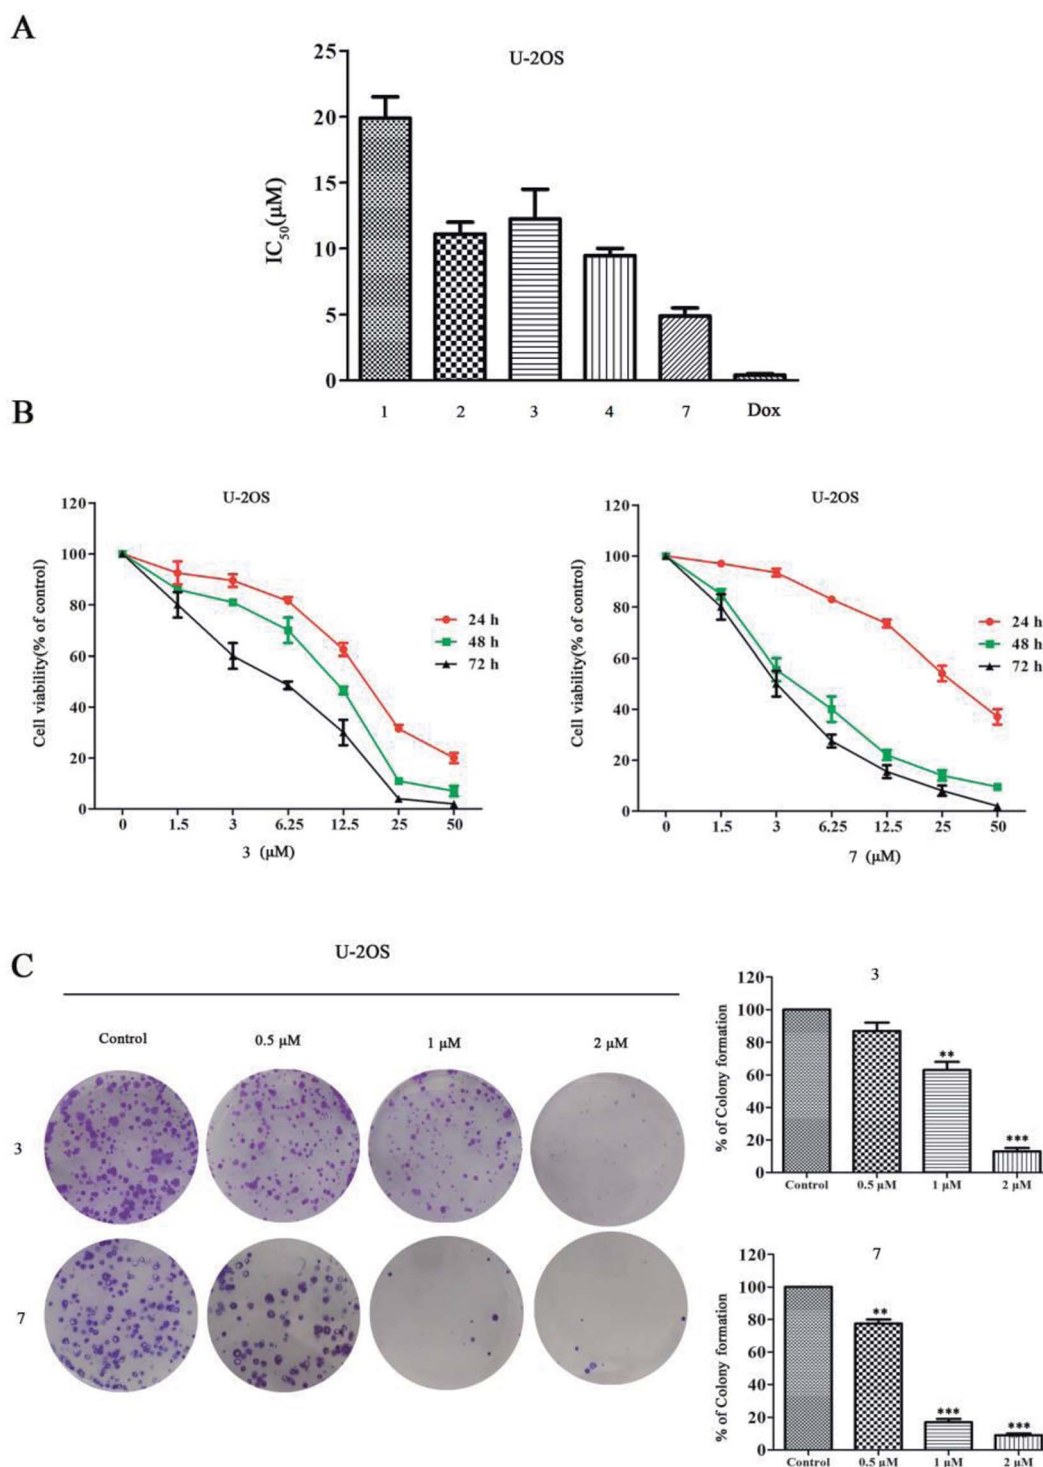 A
U-2OS
IC50(µM)
25
20
15
10
5
0
1 2 3 4 7 Dox
B
U-2OS
Cell viability(% of control)
120
100
80
60
40
20
0
0 1.5 3 6.25 12.5 25 50
3 (µM)
24 h
48 h
72 h
U-2OS
Cell viability(% of control)
120
100
80
60
40
20
0
0 1.5 3 6.25 12.5 25 50
7 (µM)
24 h
48 h
72 h
C
U-2OS
Control 0.5 µM 1 µM 2 µM
3
7
3
% of Colony formation
120
100
80
60
40
20
0
**
***
Control 0.5 µM 1 µM 2 µM
7
% of Colony formation
120
100
80
60
40
20
0
**
***
***
Control 0.5 µM 1 µM 2 µM